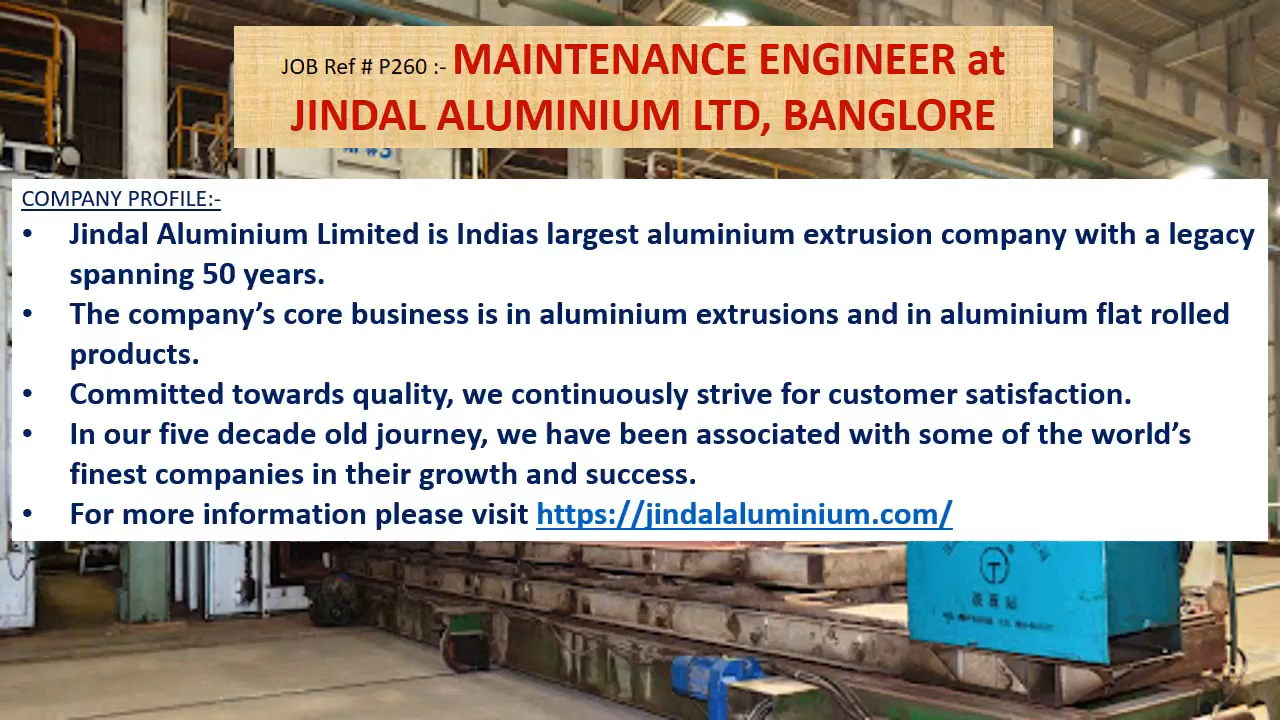 JOB Ref # P260 :- MAINTENANCE ENGINEER at
JINDAL ALUMINIUM LTD, BANGLORE
COMPANY PROFILE:-
• Jindal Aluminium Limited is Indias largest aluminium extrusion company with a legacy
spanning 50 years.
• The company’s core business is in aluminium extrusions and in aluminium flat rolled
products.
• Committed towards quality, we continuously strive for customer satisfaction.
• In our five decade old journey, we have been associated with some of the world’s
finest companies in their growth and success.
• For more information please visit https://jindalaluminium.com/